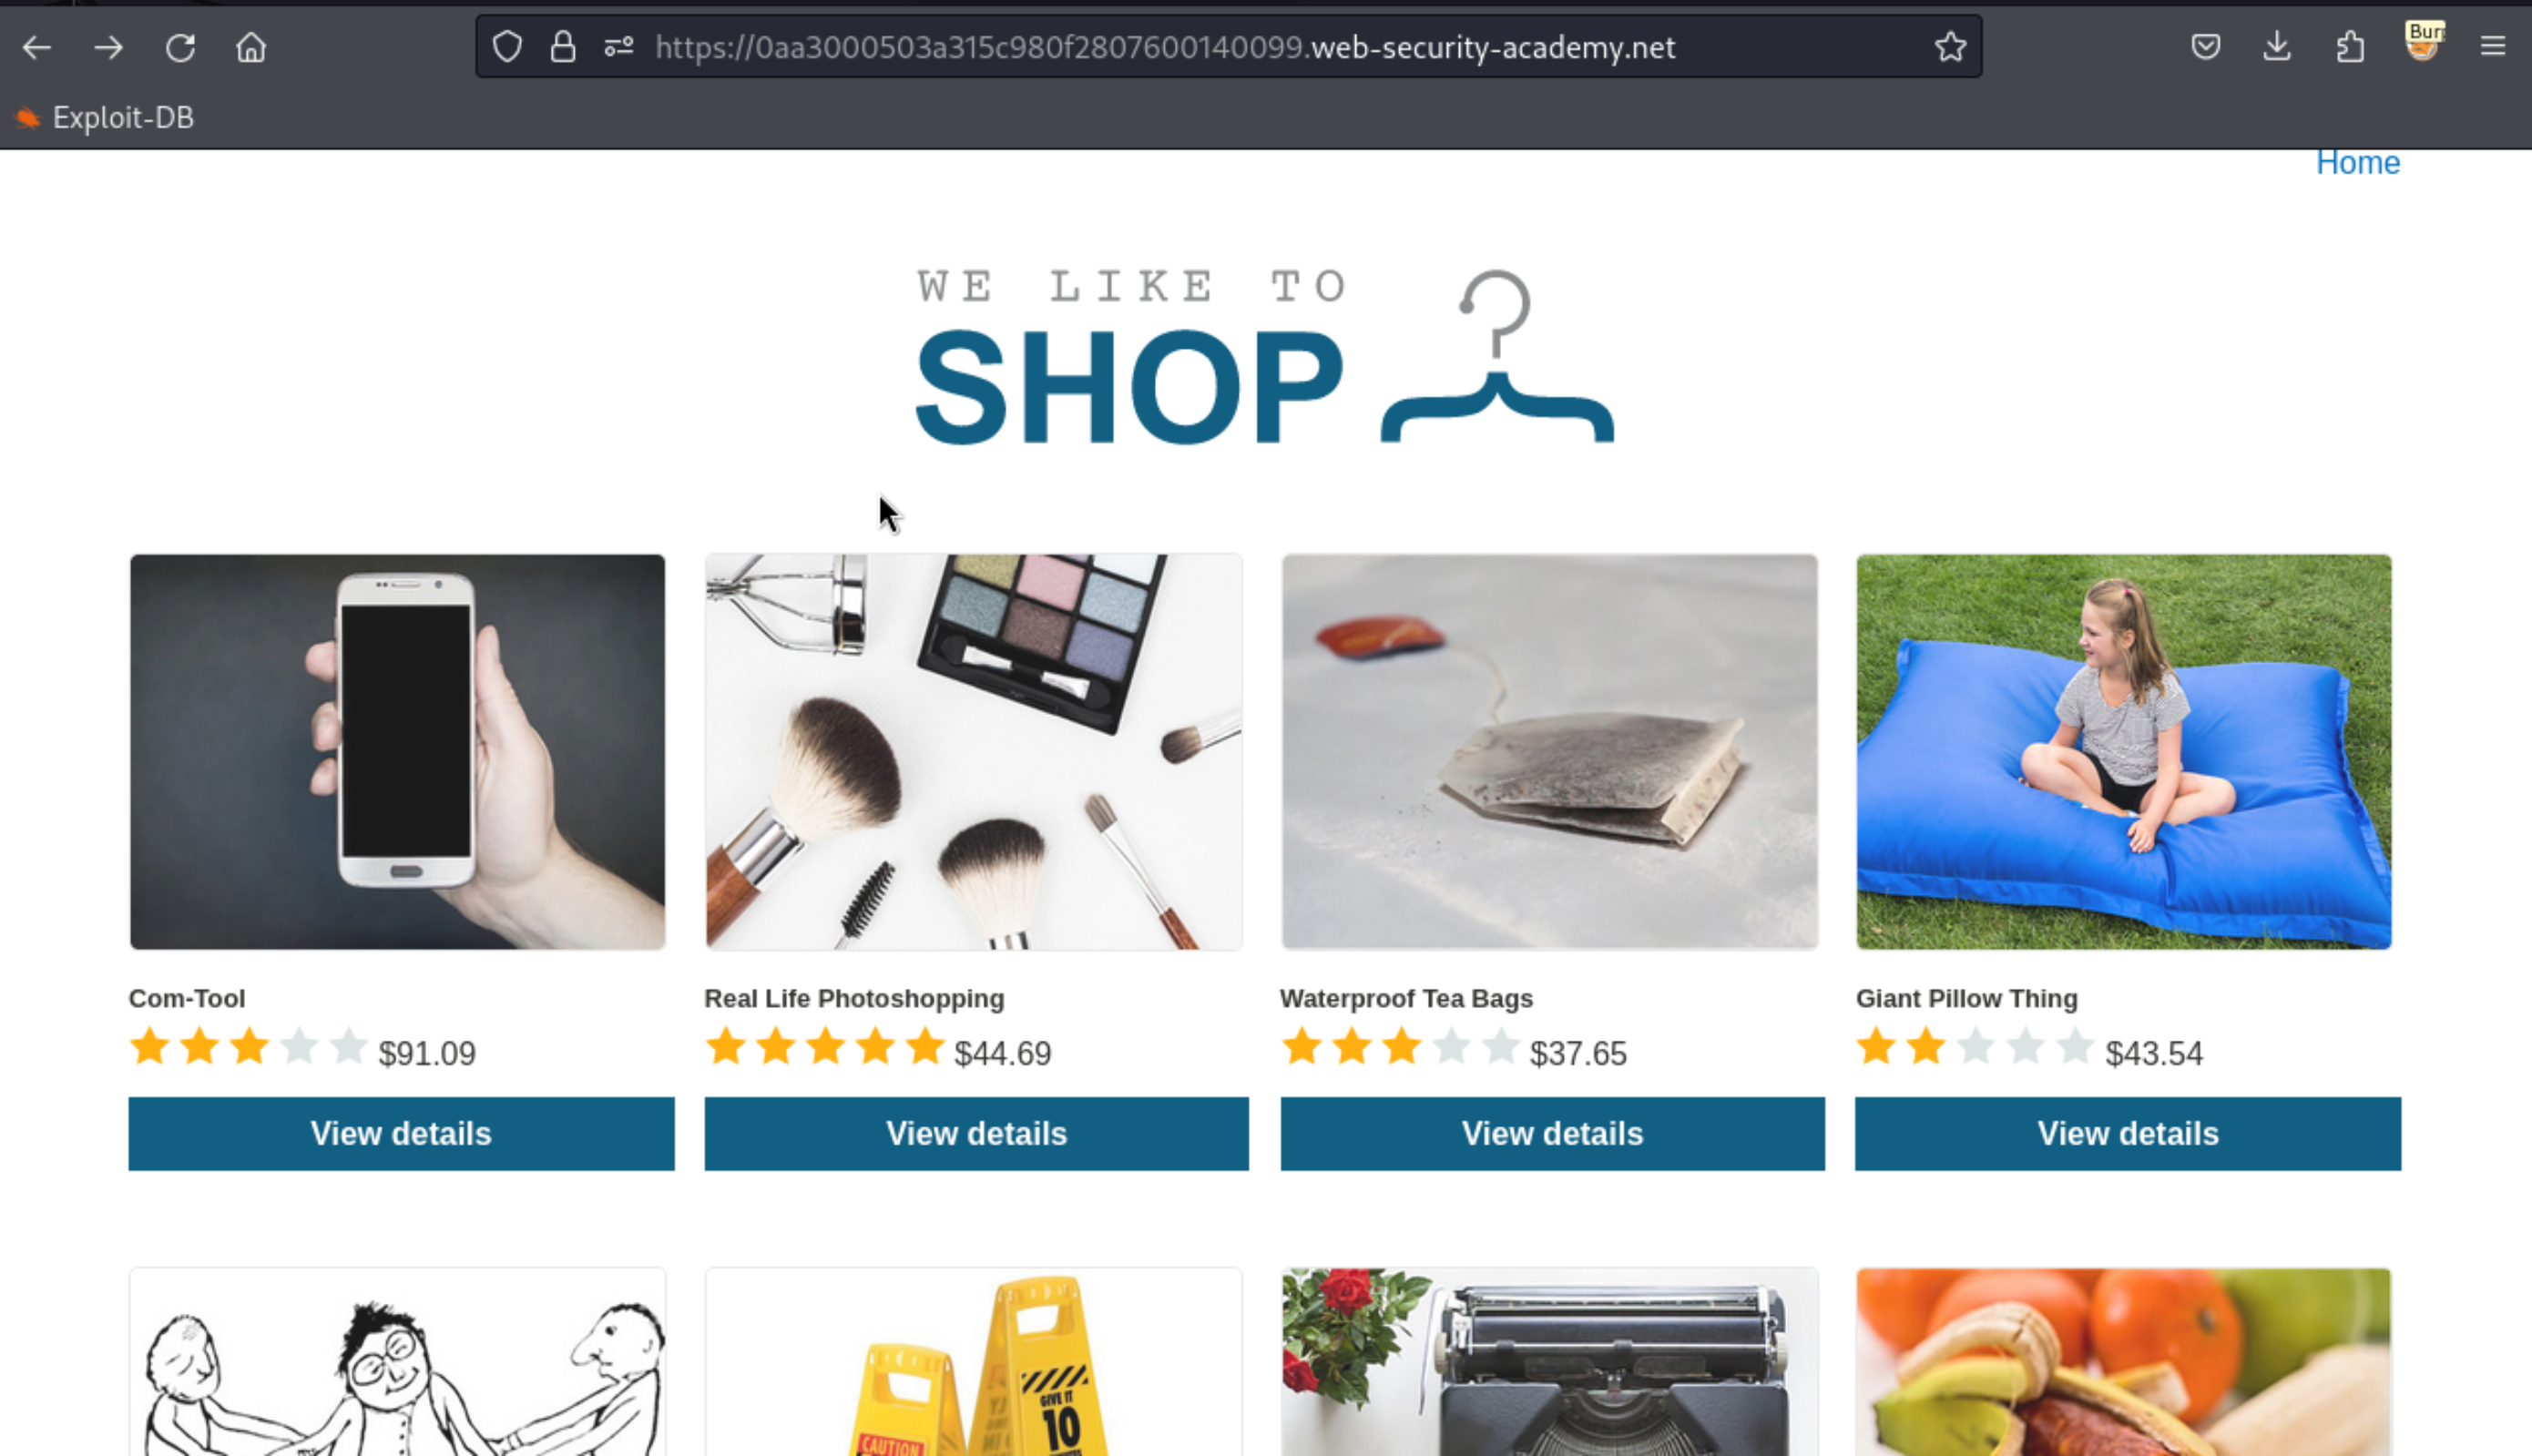 https://0aa3000503a315c980f2807600140099.web-security-academy.net
Bur
Exploit-DB
Home
WE LIKE TO
SHOP
Com-Tool
$91.09
View details
Real Life Photoshopping
$44.69
View details
Waterproof Tea Bags
$37.65
View details
Giant Pillow Thing
$43.54
View details
GIVE IT
10
CAUTION